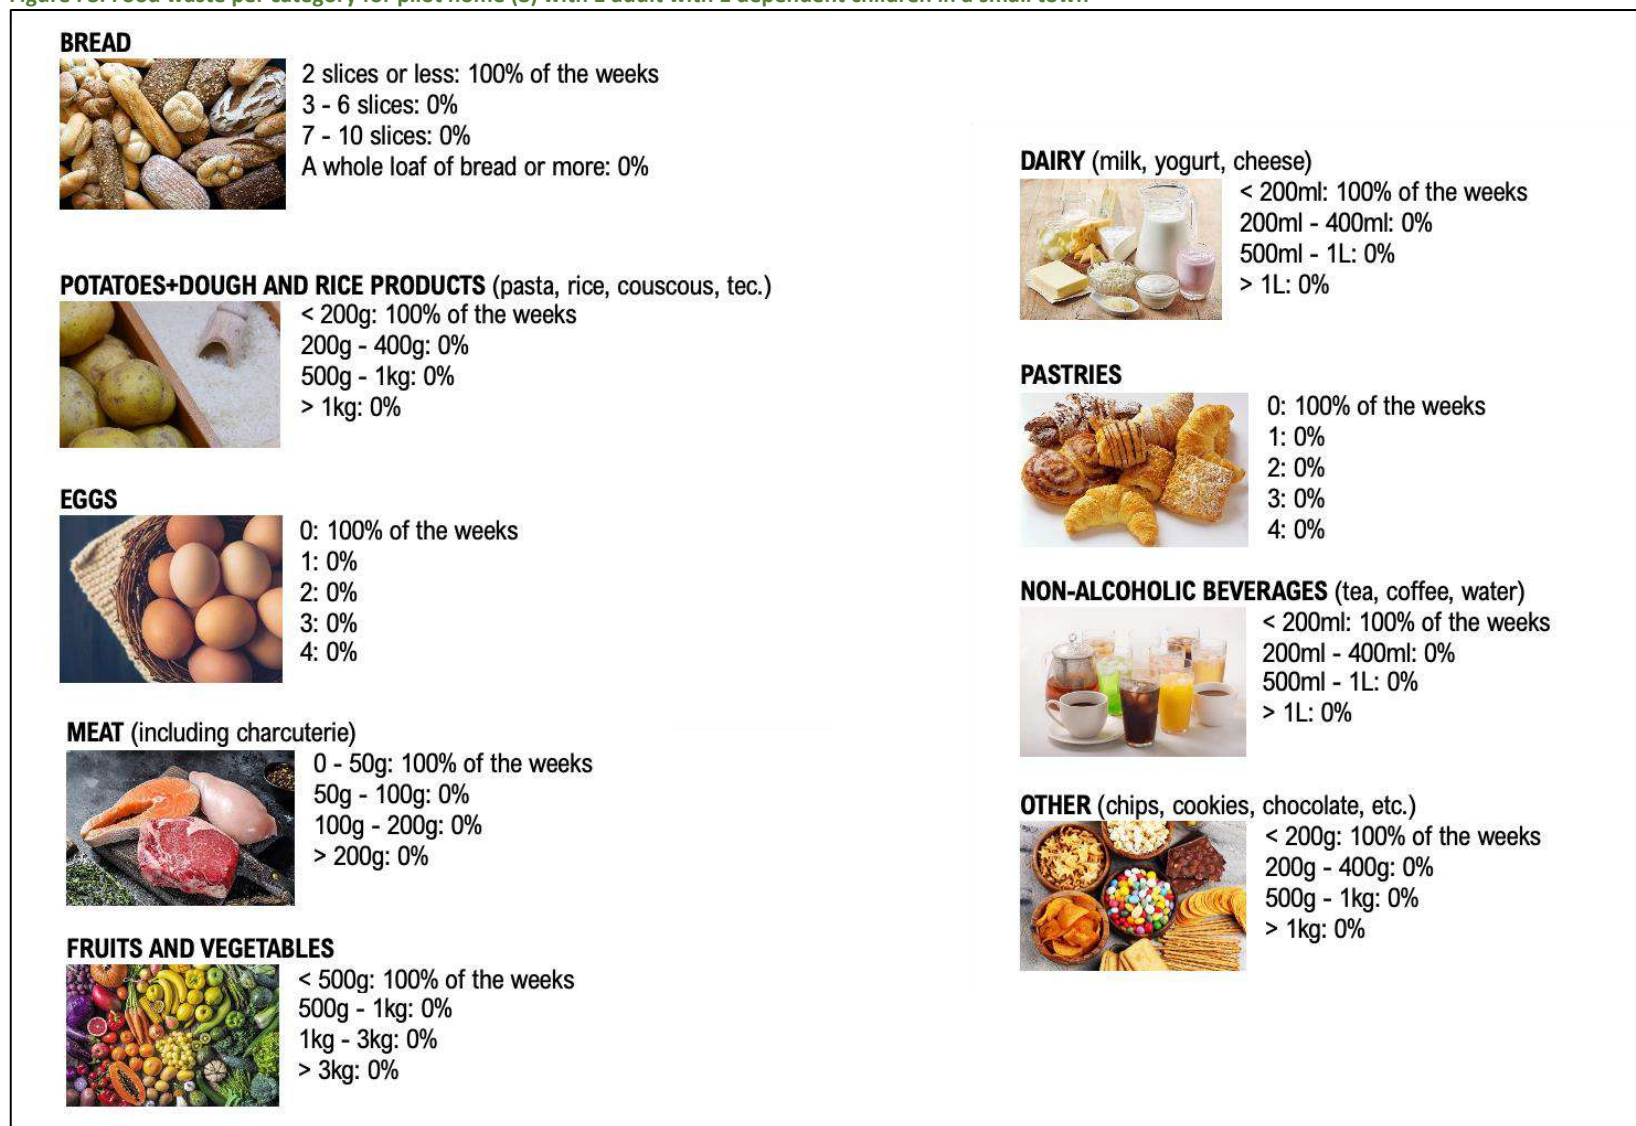 BREAD
2 slices or less: 100% of the weeks
3 - 6 slices: 0%
7 - 10 slices: 0%
A whole loaf of bread or more: 0%
POTATOES+DOUGH AND RICE PRODUCTS (pasta, rice, couscous, tec.)
< 200g: 100% of the weeks
200g - 400g: 0%
500g - 1kg: 0%
> 1kg: 0%
EGGS
0: 100% of the weeks
1: 0%
2: 0%
3: 0%
4: 0%
MEAT (including charcuterie)
0 - 50g: 100% of the weeks
50g - 100g: 0%
100g - 200g: 0%
> 200g: 0%
FRUITS AND VEGETABLES
< 500g: 100% of the weeks
500g - 1kg: 0%
1kg - 3kg: 0%
> 3kg: 0%
DAIRY (milk, yogurt, cheese)
< 200ml: 100% of the weeks
200ml - 400ml: 0%
500ml - 1L: 0%
> 1L: 0%
PASTRIES
0: 100% of the weeks
1: 0%
2: 0%
3: 0%
4: 0%
NON-ALCOHOLIC BEVERAGES (tea, coffee, water)
< 200ml: 100% of the weeks
200ml - 400ml: 0%
500ml - 1L: 0%
> 1L: 0%
OTHER (chips, cookies, chocolate, etc.)
< 200g: 100% of the weeks
200g - 400g: 0%
500g - 1kg: 0%
> 1kg: 0%